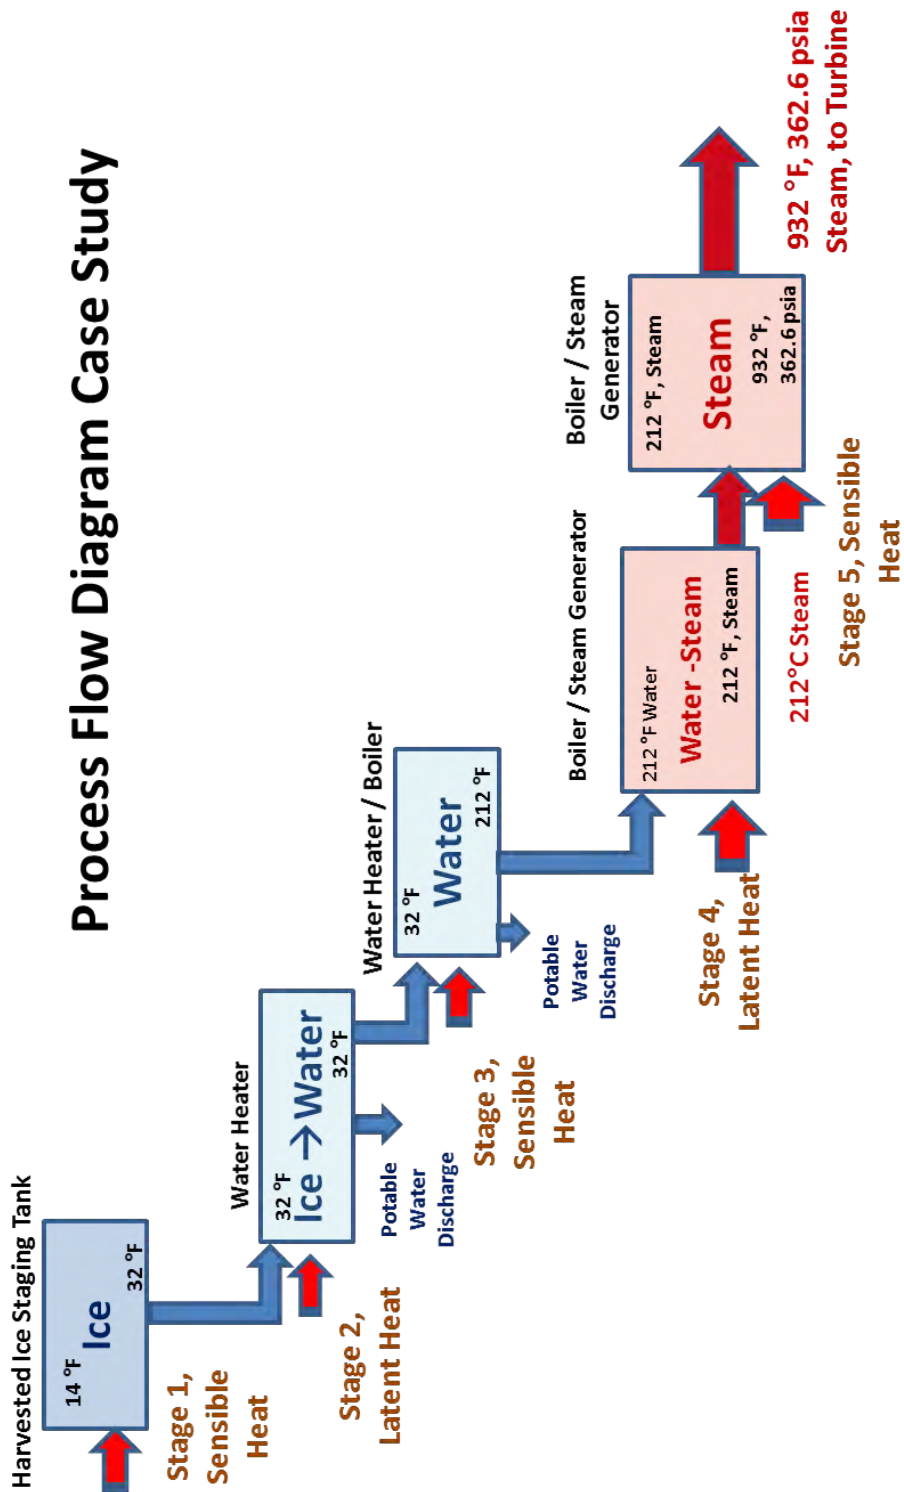 Process Flow Diagram Case Study
Harvested Ice Staging Tank
14 °F
Ice
32 °F
Stage 1,
Sensible
Heat
Water Heater
32 °F
Ice →Water
32 °F
Stage 2,
Latent Heat
Potable
Water
Discharge
Water Heater / Boiler
32 °F
Water
212 °F
Stage 3,
Sensible
Heat
Potable
Water
Discharge
Boiler / Steam Generator
212 °F Water
Water -Steam
212 °F, Steam
212°C Steam
Stage 4,
Latent Heat
Boiler / Steam
Generator
212 °F, Steam
Steam
932 °F,
362.6 psia
Stage 5, Sensible
Heat
932 °F, 362.6 psia
Steam, to Turbine